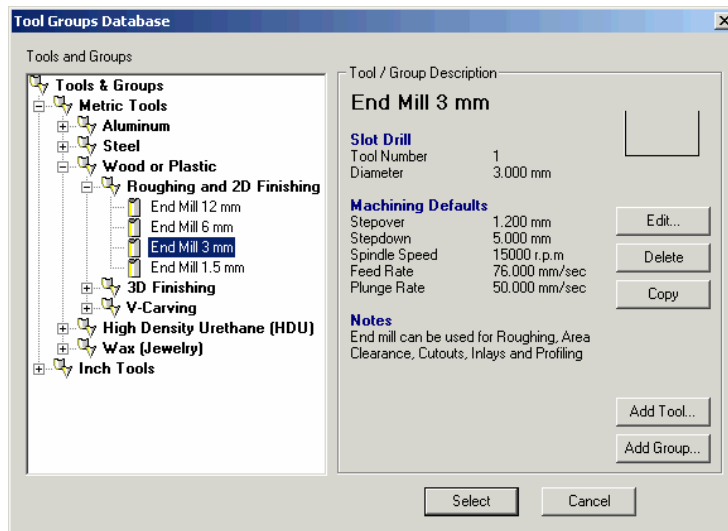 Tool Groups Database
Tools and Groups
Tools & Groups
Metric Tools
Aluminum
Steel
Wood or Plastic
Roughing and 2D Finishing
End Mill 12 mm
End Mill 6 mm
End Mill 3 mm
End Mill 1.5 mm
3D Finishing
V-Carving
High Density Urethane (HDU)
Wax (Jewelry)
Inch Tools
Tool / Group Description
End Mill 3 mm
Slot Drill
Tool Number 1
Diameter 3.000 mm
Machining Defaults
Stepover 1.200 mm
Stepdown 5.000 mm
Spindle Speed 15000 r.p.m
Feed Rate 76.000 mm/sec
Plunge Rate 50.000 mm/sec
Notes
End mill can be used for Roughing, Area
Clearance, Cutouts, Inlays and Profiling
Edit...
Delete
Copy
Add Tool...
Add Group...
Select Cancel